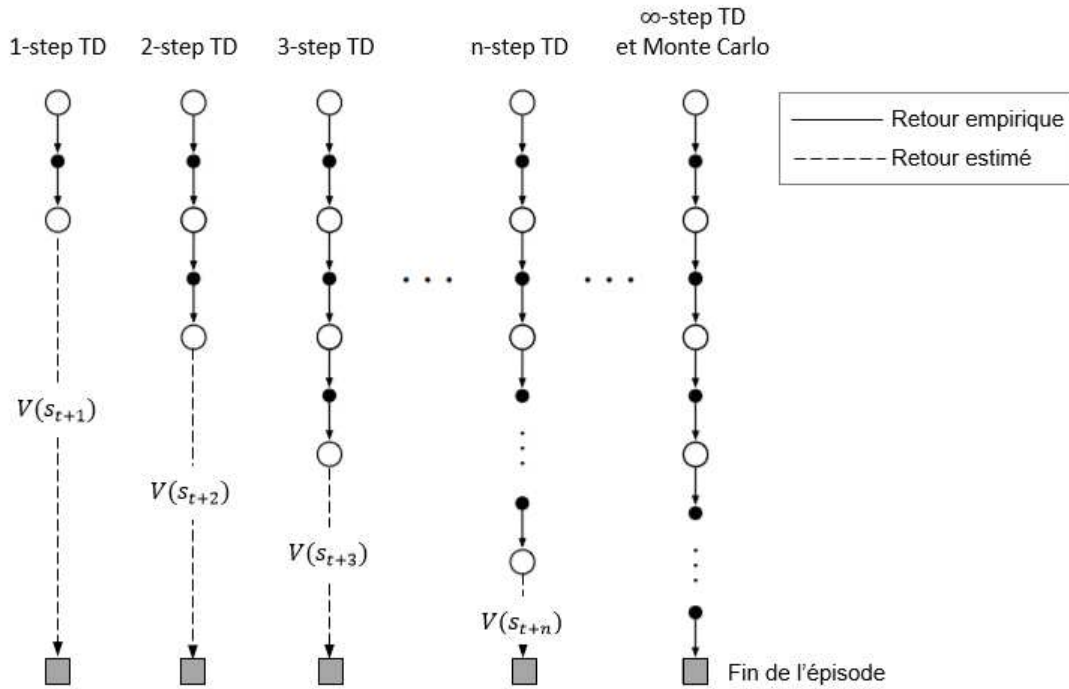 1-step TD
2-step TD
3-step TD
n-step TD
∞-step TD
et Monte Carlo
Retour empirique
Retour estimé
V(s_{t+1})
V(s_{t+2})
V(s_{t+3})
V(s_{t+n})
Fin de l'épisode